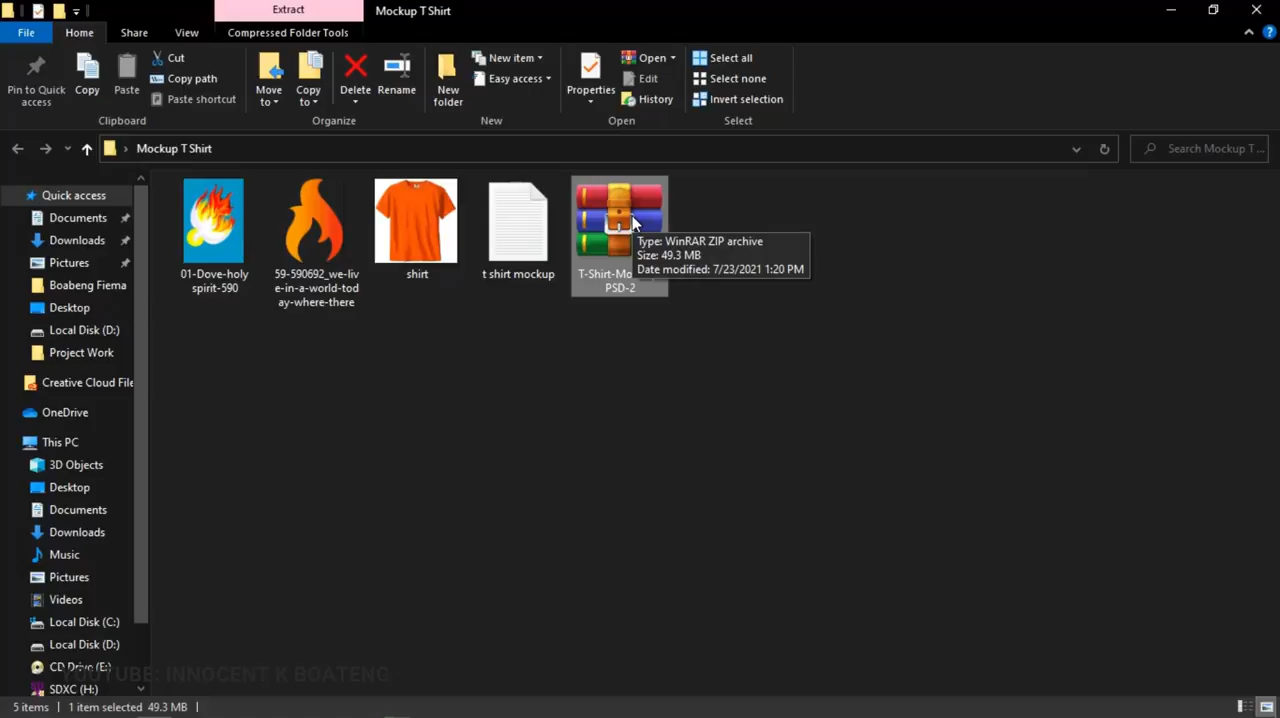 Extract
Mockup T Shirt
File
Home
Share
View
Compressed Folder Tools
Pin to Quick
access
Copy
Paste
Cut
Copy path
Paste shortcut
Clipboard
Move
to
Copy
to
Delete
Rename
Organize
New
folder
New item
Easy access
New
Properties
Open
Edit
History
Open
Select all
Select none
Invert selection
Select
Mockup T Shirt
Search Mockup T ...
Quick access
Documents
Downloads
Pictures
Boabeng Fiema
Desktop
Local Disk (D:)
Project Work
Creative Cloud File
OneDrive
This PC
3D Objects
Desktop
Documents
Downloads
Music
Pictures
Videos
Local Disk (C:)
Local Disk (D:)
CD Drive (E:)
SDXC (H:)
01-Dove-holy
spirit-590
59-590692_we-liv
e-in-a-world-tod
ay-where-there
shirt
t shirt mockup
T-Shirt-Mo
PSD-2
Type: WinRAR ZIP archive
Size: 49.3 MB
Date modified: 7/23/2021 1:20 PM
YOUTUBE: INNOCENT K BOATENG
5 items
1 item selected 49.3 MB